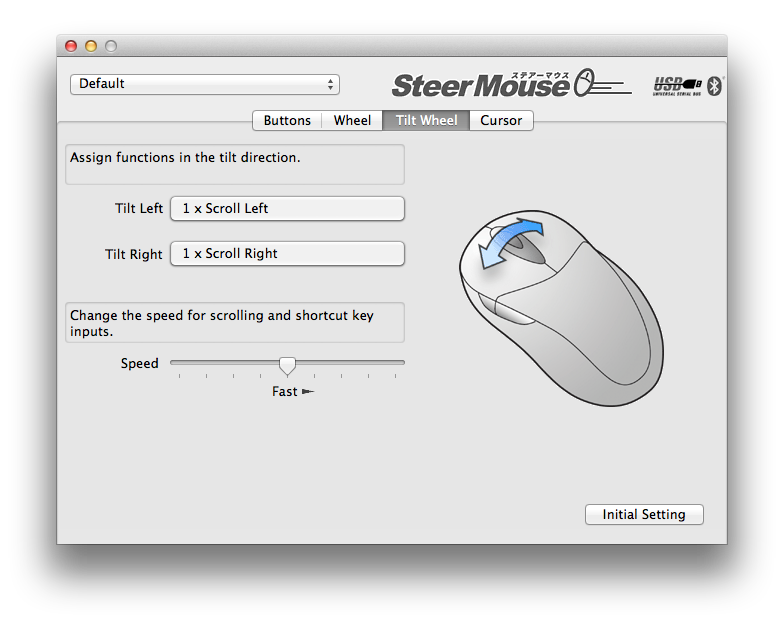 Default
ステアーマウス
SteerMouse
USB
UNIVERSAL SERIAL BUS
Buttons
Wheel
Tilt Wheel
Cursor
Assign functions in the tilt direction.
Tilt Left
1 x Scroll Left
Tilt Right
1 x Scroll Right
Change the speed for scrolling and shortcut key
inputs.
Speed
Fast
Initial Setting